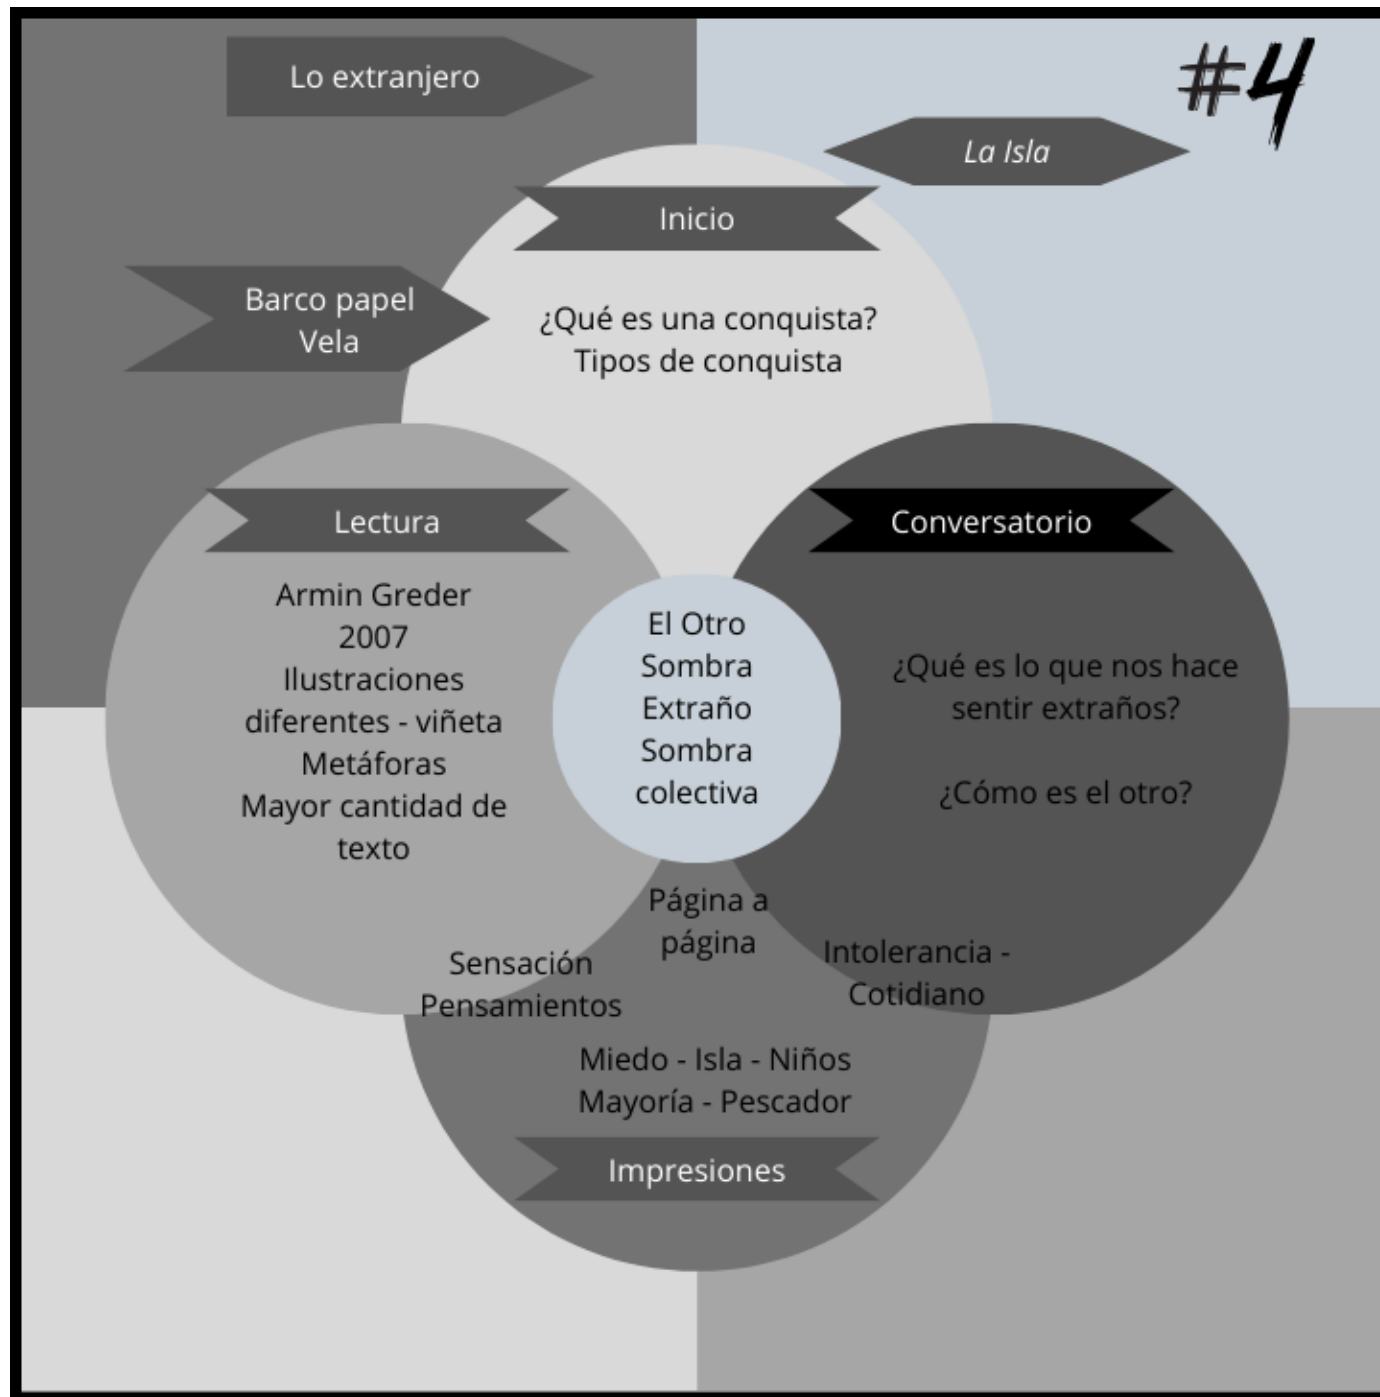 Lo extranjero
#4
La Isla
Inicio
Barco papel
Vela
¿Qué es una conquista?
Tipos de conquista
Lectura
Armin Greder
2007
Ilustraciones
diferentes - viñeta
Metáforas
Mayor cantidad de
texto
El Otro
Sombra
Extraño
Sombra
colectiva
Conversatorio
¿Qué es lo que nos hace
sentir extraños?
¿Cómo es el otro?
Página a
página
Sensación
Pensamientos
Intolerancia -
Cotidiano
Miedo - Isla - Niños
Mayoría - Pescador
Impresiones